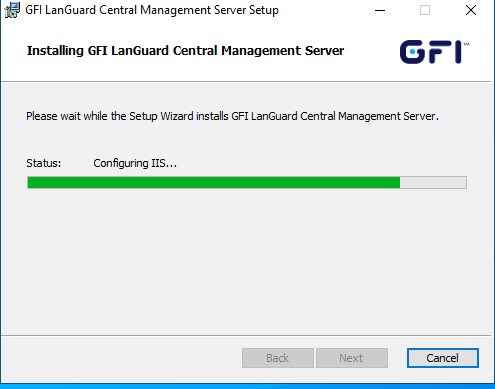 GFI LanGuard Central Management Server Setup
Installing GFI LanGuard Central Management Server
GFI™
Please wait while the Setup Wizard installs GFI LanGuard Central Management Server.
Status: Configuring IIS...
Back Next Cancel